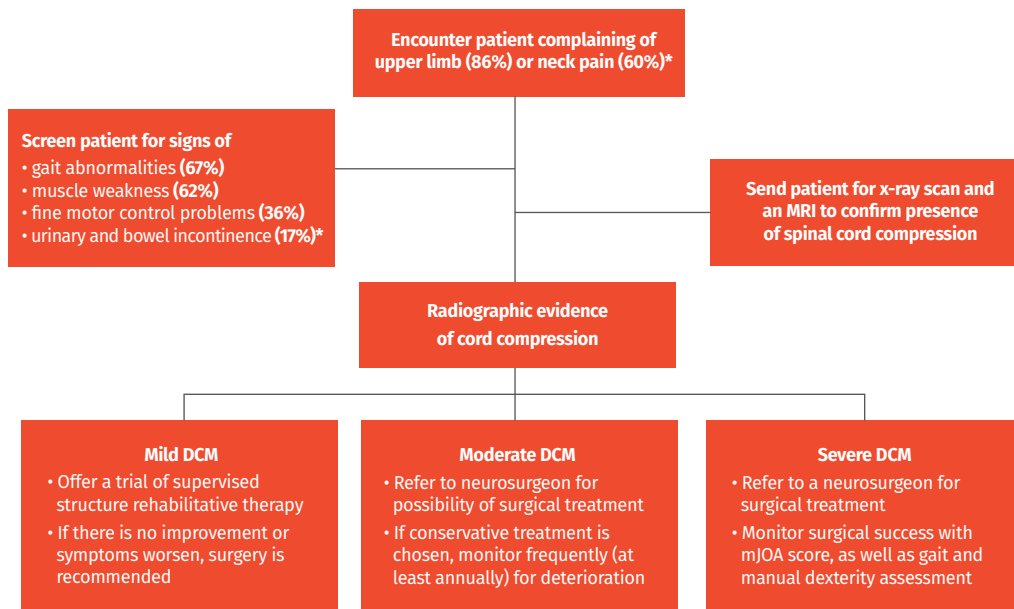 Encounter patient complaining of
upper limb (86%) or neck pain (60%)*
Screen patient for signs of
• gait abnormalities (67%)
• muscle weakness (62%)
• fine motor control problems (36%)
• urinary and bowel incontinence (17%)*
Send patient for x-ray scan and
an MRI to confirm presence
of spinal cord compression
Radiographic evidence
of cord compression
Mild DCM
• Offer a trial of supervised
structure rehabilitative therapy
• If there is no improvement or
symptoms worsen, surgery is
recommended
Moderate DCM
• Refer to neurosurgeon for
possibility of surgical treatment
• If conservative treatment is
chosen, monitor frequently (at
least annually) for deterioration
Severe DCM
• Refer to a neurosurgeon for
surgical treatment
• Monitor surgical success with
mJOA score, as well as gait and
manual dexterity assessment